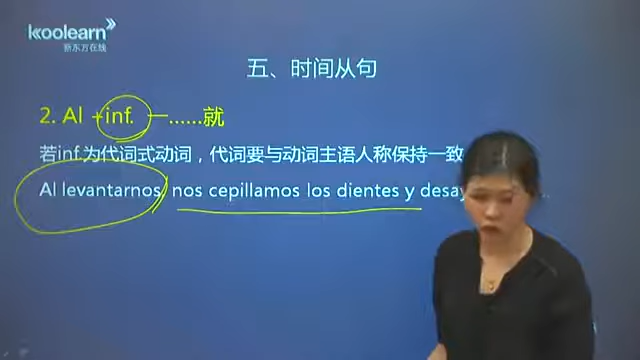 koolearn
新东方在线
五、时间从句
2. Al +inf. 一……就
若inf.为代词式动词，代词要与动词主语人称保持一致
Al levantarnos, nos cepillamos los dientes y